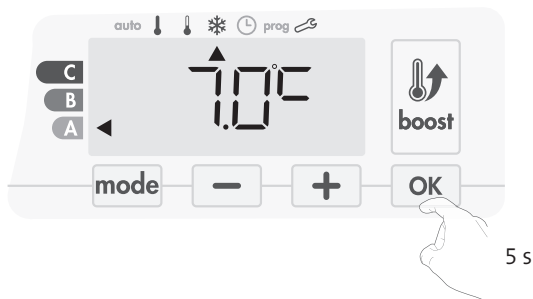 auto prog
C
B
A
7.0°C
boost
mode − + OK
5 s